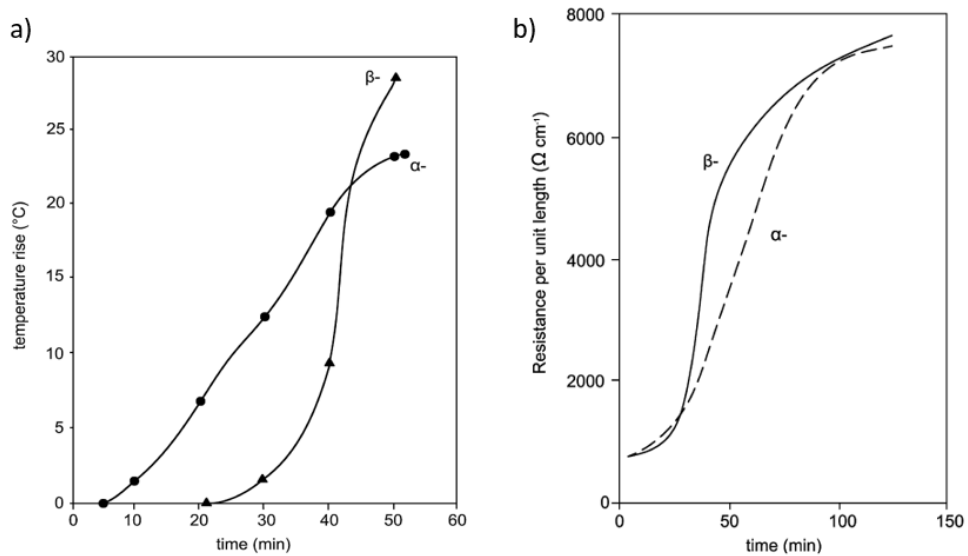 a)
30
25
20
15
10
5
0
temperature rise (°C)
β-
α-
0 10 20 30 40 50 60
time (min)
b)
8000
6000
4000
2000
0
Resistance per unit length (Ω cm⁻¹)
β-
α-
0 50 100 150
time (min)